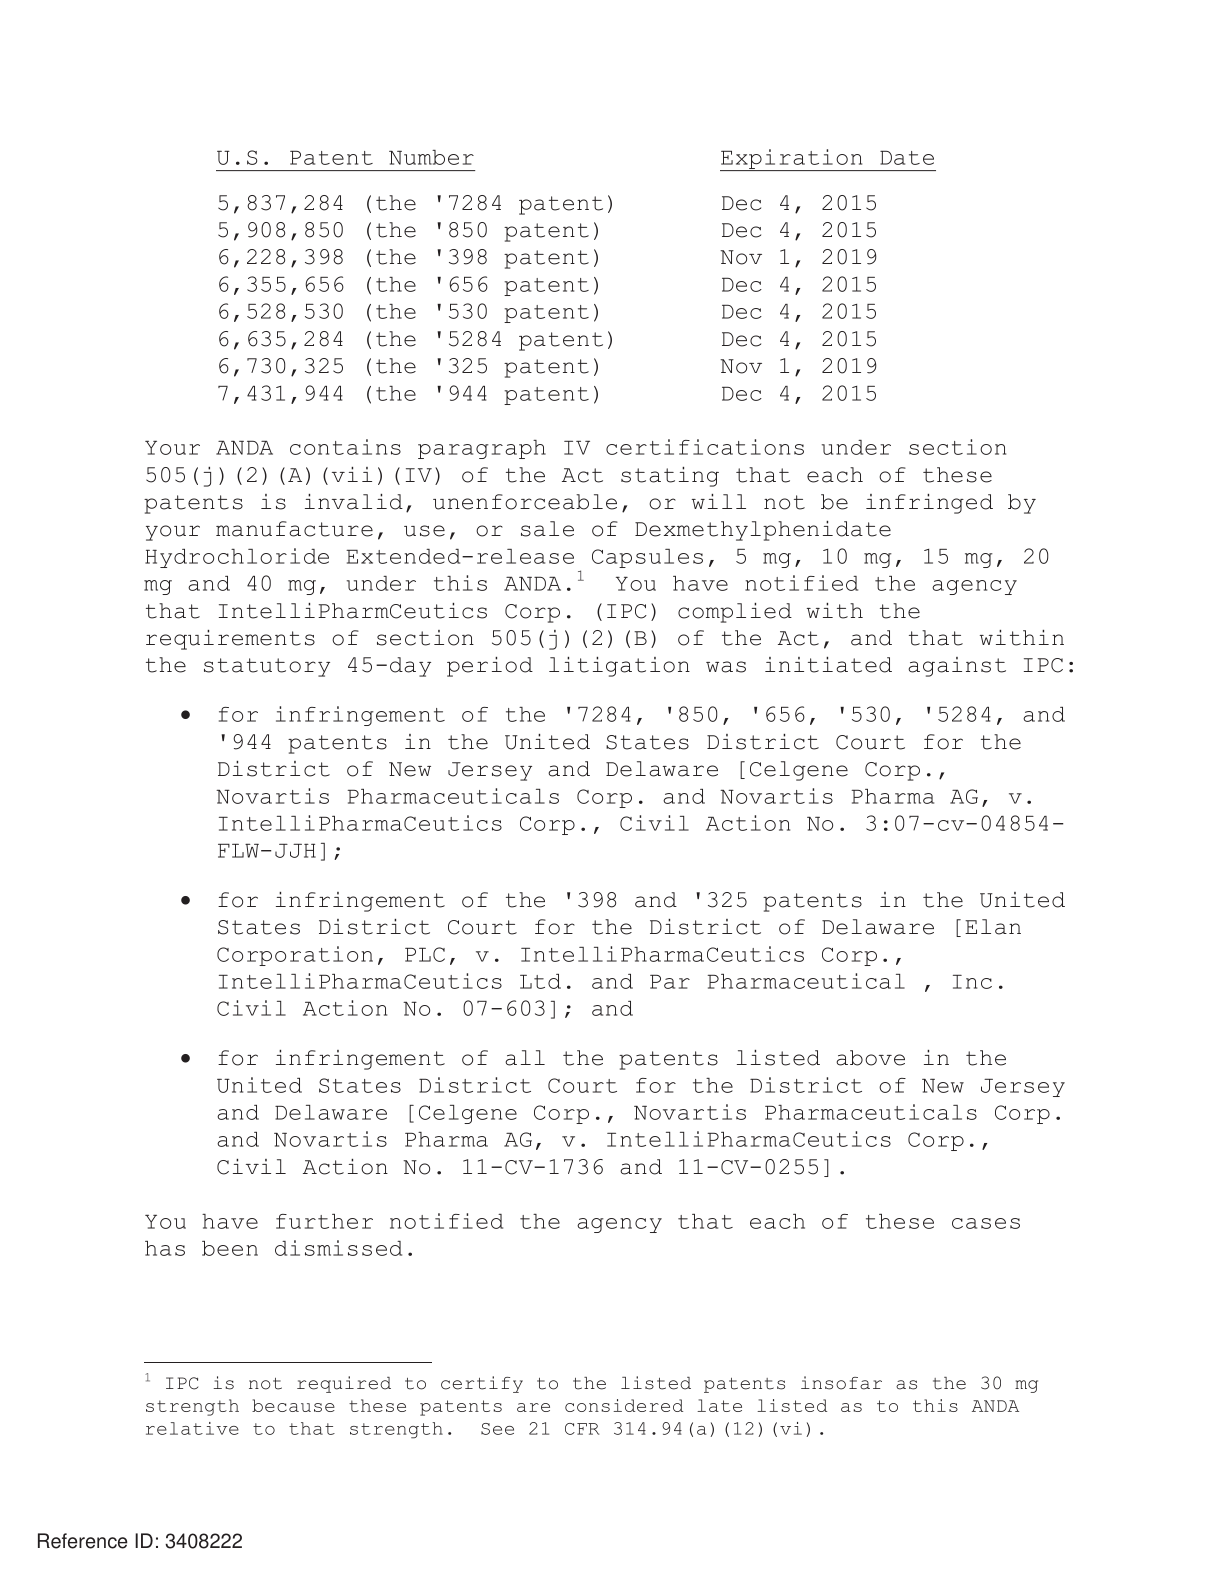 U.S. Patent Number Expiration Date
5,837,284 (the '7284 patent) Dec 4, 2015
5,908,850 (the '850 patent) Dec 4, 2015
6,228,398 (the '398 patent) Nov 1, 2019
6,355,656 (the '656 patent) Dec 4, 2015
6,528,530 (the '530 patent) Dec 4, 2015
6,635,284 (the '5284 patent) Dec 4, 2015
6,730,325 (the '325 patent) Nov 1, 2019
7,431,944 (the '944 patent) Dec 4, 2015
Your ANDA contains paragraph IV certifications under section
505(j)(2)(A)(vii)(IV) of the Act stating that each of these
patents is invalid, unenforceable, or will not be infringed by
your manufacture, use, or sale of Dexmethylphenidate
Hydrochloride Extended-release Capsules, 5 mg, 10 mg, 15 mg, 20
mg and 40 mg, under this ANDA.1 You have notified the agency
that IntelliPharmCeutics Corp. (IPC) complied with the
requirements of section 505(j)(2)(B) of the Act, and that within
the statutory 45-day period litigation was initiated against IPC:
• for infringement of the '7284, '850, '656, '530, '5284, and
'944 patents in the United States District Court for the
District of New Jersey and Delaware [Celgene Corp.,
Novartis Pharmaceuticals Corp. and Novartis Pharma AG, v.
IntelliPharmaCeutics Corp., Civil Action No. 3:07-cv-04854-
FLW-JJH];
• for infringement of the '398 and '325 patents in the United
States District Court for the District of Delaware [Elan
Corporation, PLC, v. IntelliPharmaCeutics Corp.,
IntelliPharmaCeutics Ltd. and Par Pharmaceutical , Inc.
Civil Action No. 07-603]; and
• for infringement of all the patents listed above in the
United States District Court for the District of New Jersey
and Delaware [Celgene Corp., Novartis Pharmaceuticals Corp.
and Novartis Pharma AG, v. IntelliPharmaCeutics Corp.,
Civil Action No. 11-CV-1736 and 11-CV-0255].
You have further notified the agency that each of these cases
has been dismissed.
1 IPC is not required to certify to the listed patents insofar as the 30 mg
strength because these patents are considered late listed as to this ANDA
relative to that strength. See 21 CFR 314.94(a)(12)(vi).
Reference ID: 3408222